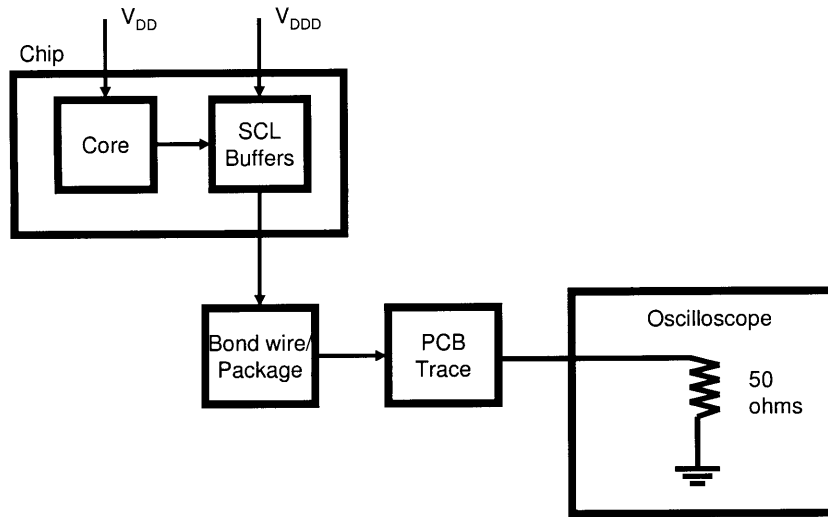 V_DD
V_DDD
Chip
Core
SCL
Buffers
Bond wire/
Package
PCB
Trace
Oscilloscope
50
ohms